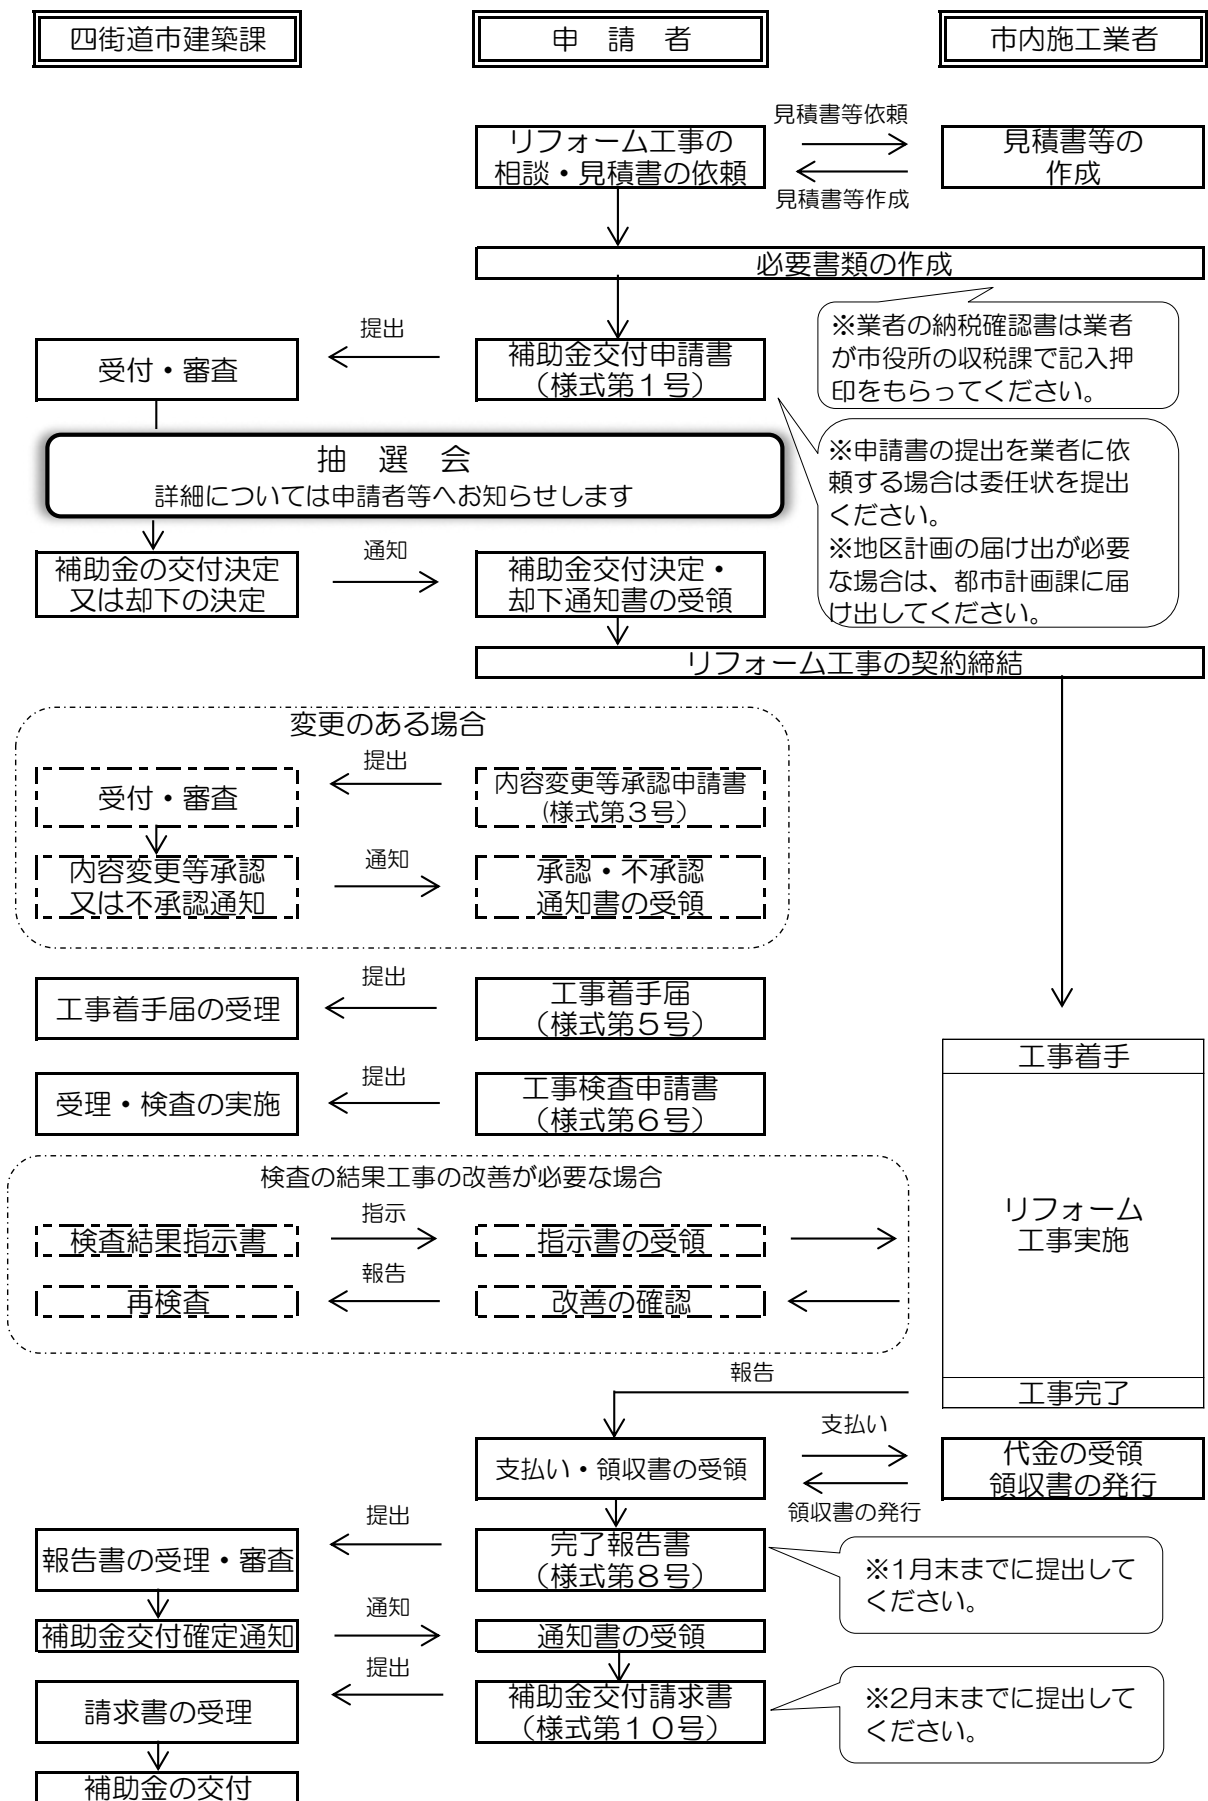 四街道市建築課
申 請 者
市内施工業者
見積書等依頼
リフォーム工事の
相談・見積書の依頼
見積書等の
作成
見積書等作成
必要書類の作成
※業者の納税確認書は業者
が市役所の収税課で記入押
印をもらってください。
提出
受付・審査
補助金交付申請書
（様式第１号）
※申請書の提出を業者に依
頼する場合は委任状を提出
ください。
※地区計画の届け出が必要
な場合は、都市計画課に届
け出してください。
抽 選 会
詳細については申請者等へお知らせします
補助金の交付決定
又は却下の決定
通知
補助金交付決定・
却下通知書の受領
リフォーム工事の契約締結
変更のある場合
提出
受付・審査
内容変更等承認申請書
(様式第３号）
内容変更等承認
又は不承認通知
通知
承認・不承認
通知書の受領
提出
工事着手届の受理
工事着手届
（様式第５号）
工事着手
提出
受理・検査の実施
工事検査申請書
（様式第６号）
検査の結果工事の改善が必要な場合
指示
検査結果指示書
指示書の受領
リフォーム
工事実施
報告
再検査
改善の確認
報告
工事完了
支払い
支払い・領収書の受領
代金の受領
領収書の発行
領収書の発行
提出
報告書の受理・審査
完了報告書
（様式第８号）
※1月末までに提出して
ください。
通知
補助金交付確定通知
通知書の受領
提出
請求書の受理
補助金交付請求書
（様式第１０号）
※2月末までに提出して
ください。
補助金の交付